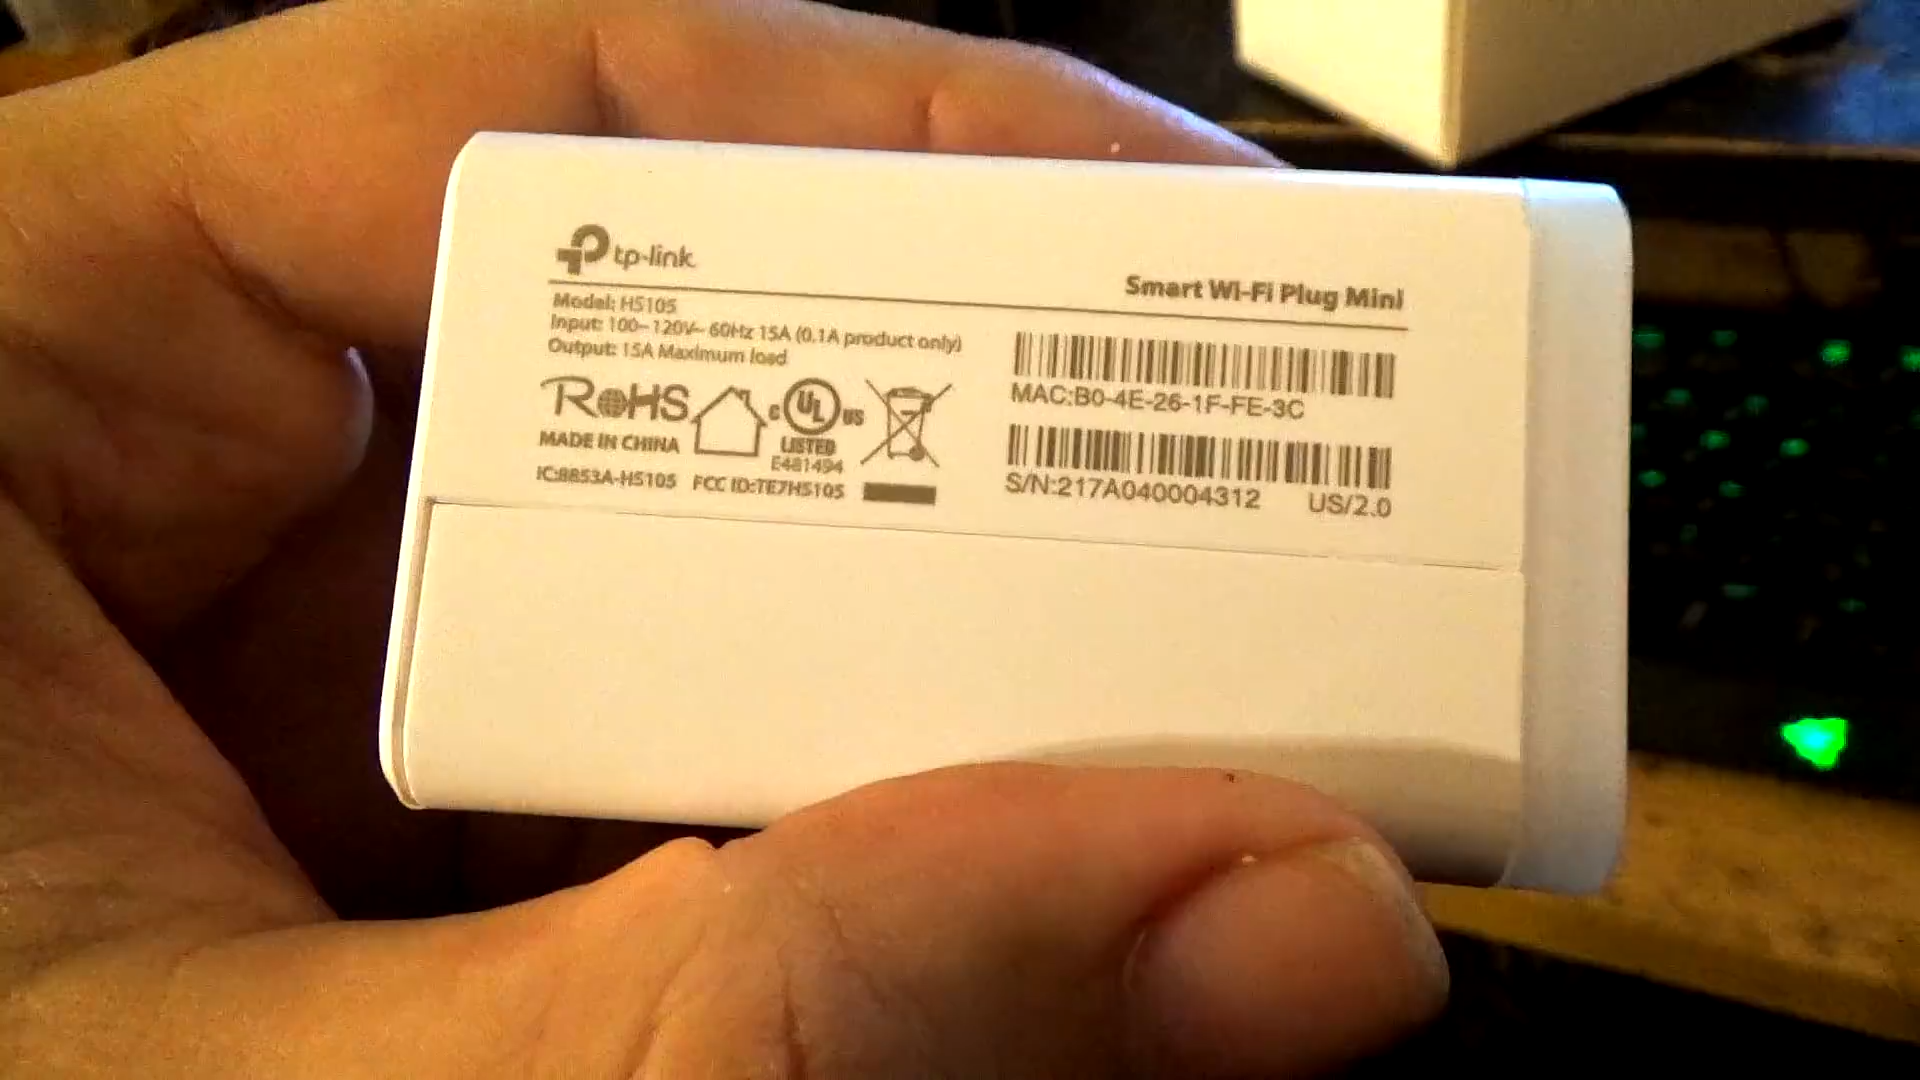 tp-link
Smart Wi-Fi Plug Mini
Model: HS105
Input: 100-120V~ 60Hz 15A (0.1A product only)
Output: 15A Maximum load
RoHS
MADE IN CHINA
C UL US
LISTED
E481494
IC:8853A-HS105 FCC ID:TE7HS105
MAC:B0-4E-26-1F-FE-3C
S/N:217A040004312 US/2.0